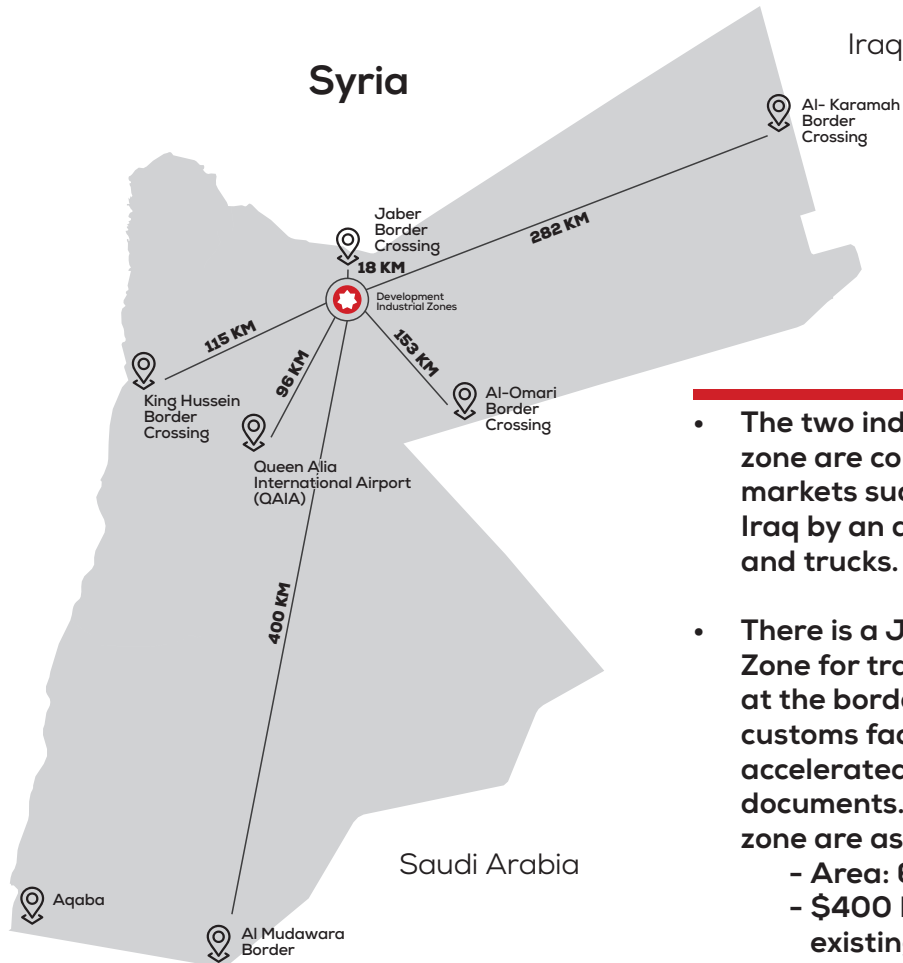 Iraq
Syria
Al- Karamah
Border
Crossing
Jaber
Border
Crossing
282 KM
18 KM
Development
Industrial Zones
115 KM
96 KM
153 KM
King Hussein
Border
Crossing
Al-Omari
Border
Crossing
Queen Alia
International Airport
(QAIA)
400 KM
Saudi Arabia
Aqaba
Al Mudawara
Border
• The two ind
zone are co
markets suc
Iraq by an
and trucks.
• There is a J
Zone for tra
at the borde
customs fac
accelerated
documents.
zone are as
- Area:
- $400
existin